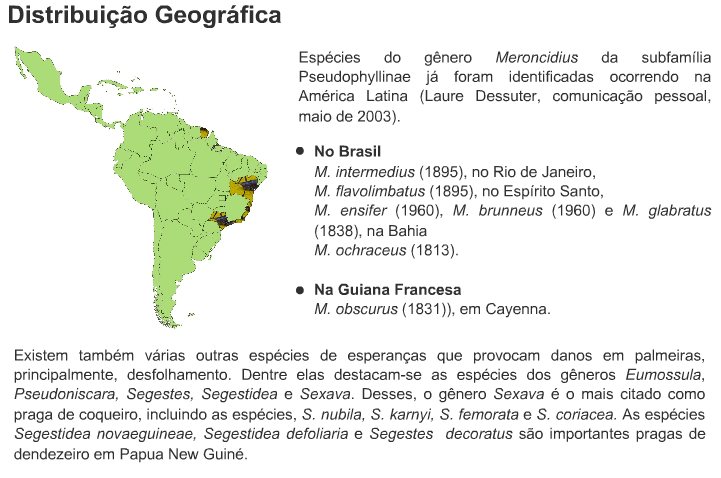 Distribuição Geográfica
Espécies do gênero Meroncidius da subfamília
Pseudophyllinae já foram identificadas ocorrendo na
América Latina (Laure Dessuter, comunicação pessoal,
maio de 2003).
● No Brasil
M. intermedius (1895), no Rio de Janeiro,
M. flavolimbatus (1895), no Espírito Santo,
M. ensifer (1960), M. brunneus (1960) e M. glabratus
(1838), na Bahia
M. ochraceus (1813).
● Na Guiana Francesa
M. obscurus (1831)), em Cayenna.
Existem também várias outras espécies de esperanças que provocam danos em palmeiras,
principalmente, desfolhamento. Dentre elas destacam-se as espécies dos gêneros Eumossula,
Pseudoniscara, Segestes, Segestidea e Sexava. Desses, o gênero Sexava é o mais citado como
praga de coqueiro, incluindo as espécies, S. nubila, S. karnyi, S. femorata e S. coriacea. As espécies
Segestidea novaeguineae, Segestidea defoliaria e Segestes decoratus são importantes pragas de
dendezeiro em Papua New Guiné.